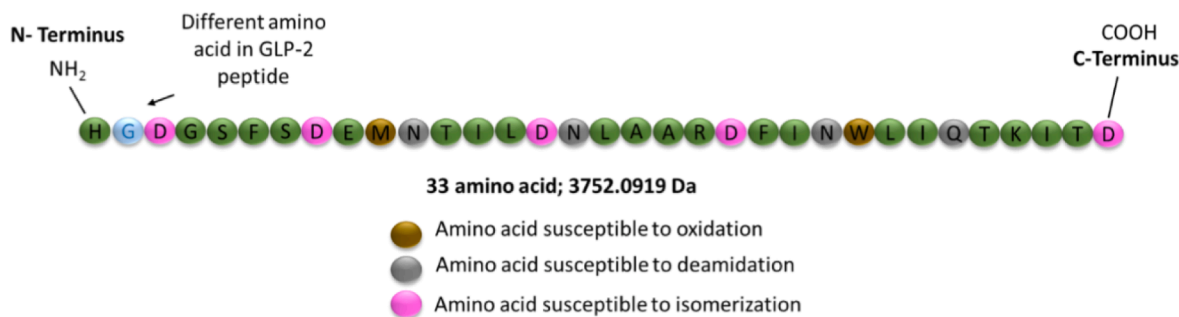 N- Terminus
NH2
Different amino
acid in GLP-2
peptide
COOH
C-Terminus
H G D G S F S D E M N T I L D N L A A R D F I N W L I Q T K I T D
33 amino acid; 3752.0919 Da
Amino acid susceptible to oxidation
Amino acid susceptible to deamidation
Amino acid susceptible to isomerization